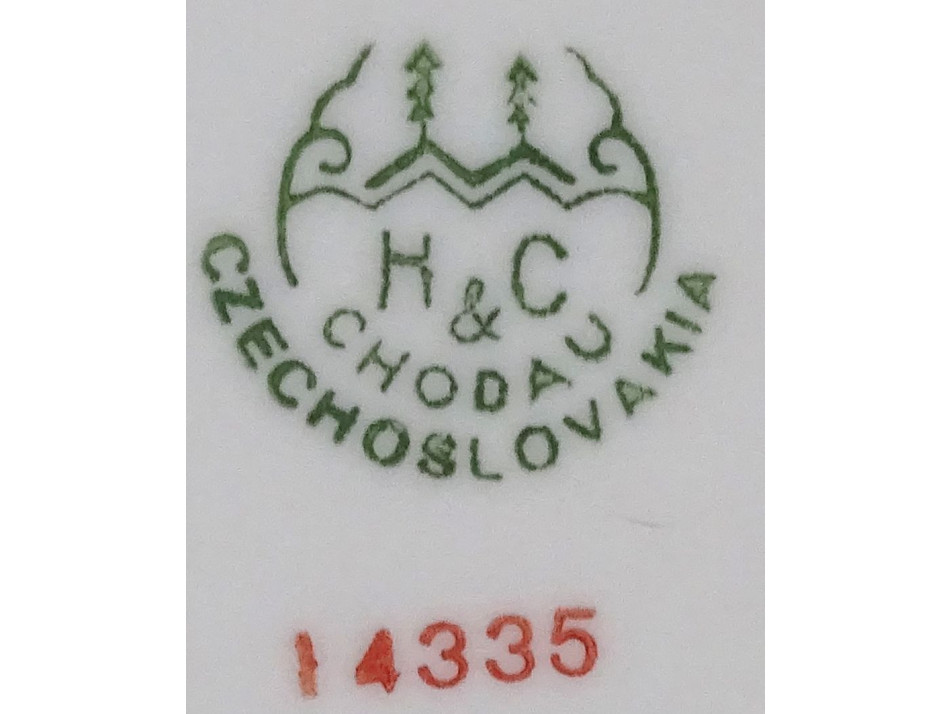 H & C
CHODAU
CZECHOSLOVAKIA
14335